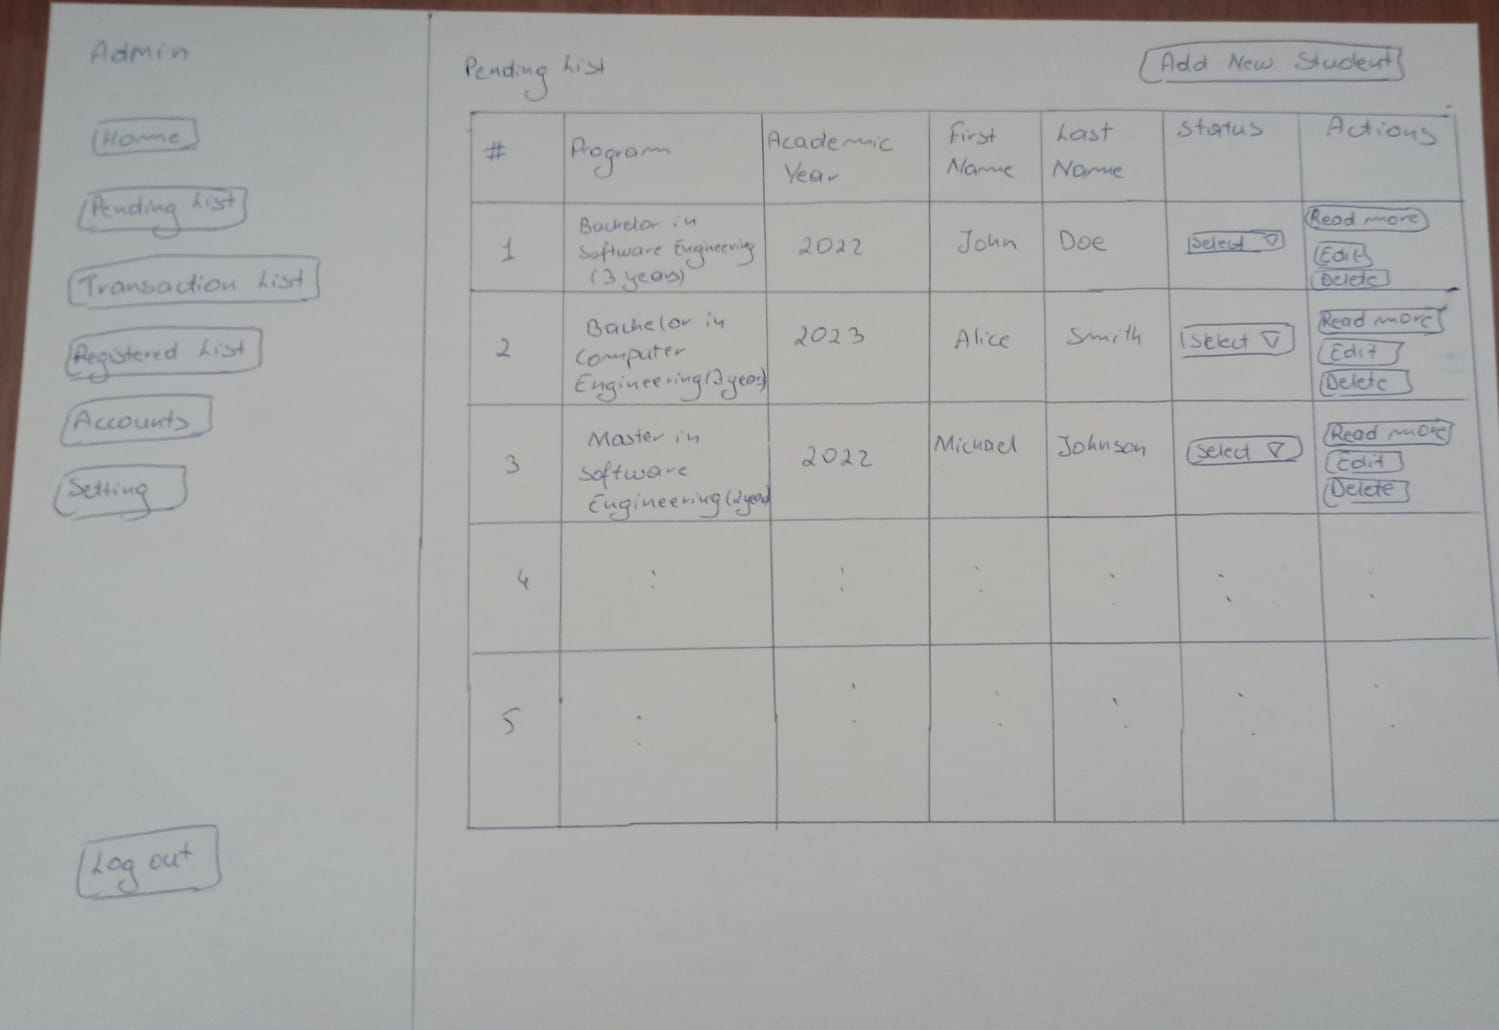 Admin
Home
Pending List
Transaction List
Registered List
Accounts
Setting
Log out
Pending List
Add New Student
#
Program
Academic
Year
First
Name
Last
Name
Status
Actions
1
Bachelor in
Software Engineering
(3 years)
2022
John
Doe
Select
Read more
Edit
Delete
2
Bachelor in
Computer
Engineering (3 years)
2023
Alice
Smith
Select
Read more
Edit
Delete
3
Master in
Software
Engineering (2 years)
2022
Michael
Johnson
Select
Read more
Edit
Delete
4
5